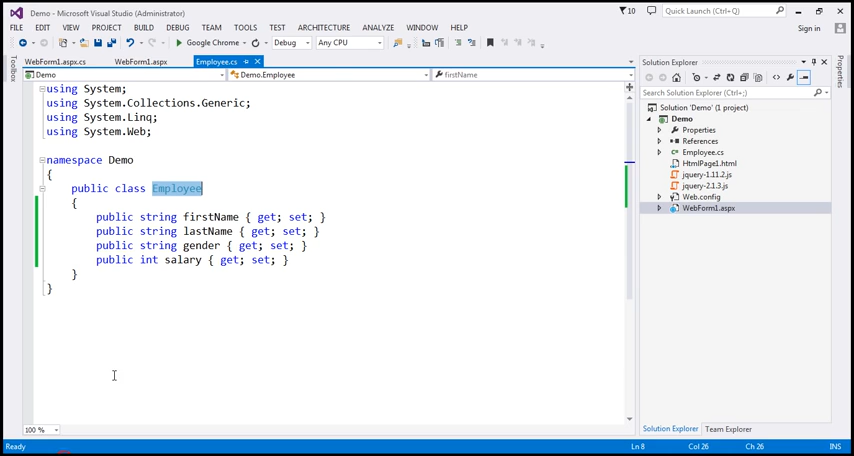 Demo - Microsoft Visual Studio (Administrator)
10
Quick Launch (Ctrl+Q)
FILE EDIT VIEW PROJECT BUILD DEBUG TEAM TOOLS TEST ARCHITECTURE ANALYZE WINDOW HELP
Sign in
Google Chrome Debug Any CPU
Toolbox
WebForm1.aspx.cs WebForm1.aspx Employee.cs
Demo Demo.Employee firstName
using System;
using System.Collections.Generic;
using System.Linq;
using System.Web;
namespace Demo
{
public class Employee
{
public string firstName { get; set; }
public string lastName { get; set; }
public string gender { get; set; }
public int salary { get; set; }
}
}
100 %
Solution Explorer
Search Solution Explorer (Ctrl+;)
Solution 'Demo' (1 project)
Demo
Properties
References
Employee.cs
HtmlPage1.html
jquery-1.11.2.js
jquery-2.1.3.js
Web.config
WebForm1.aspx
Solution Explorer Team Explorer
Properties
Ready Ln 8 Col 26 Ch 26 INS